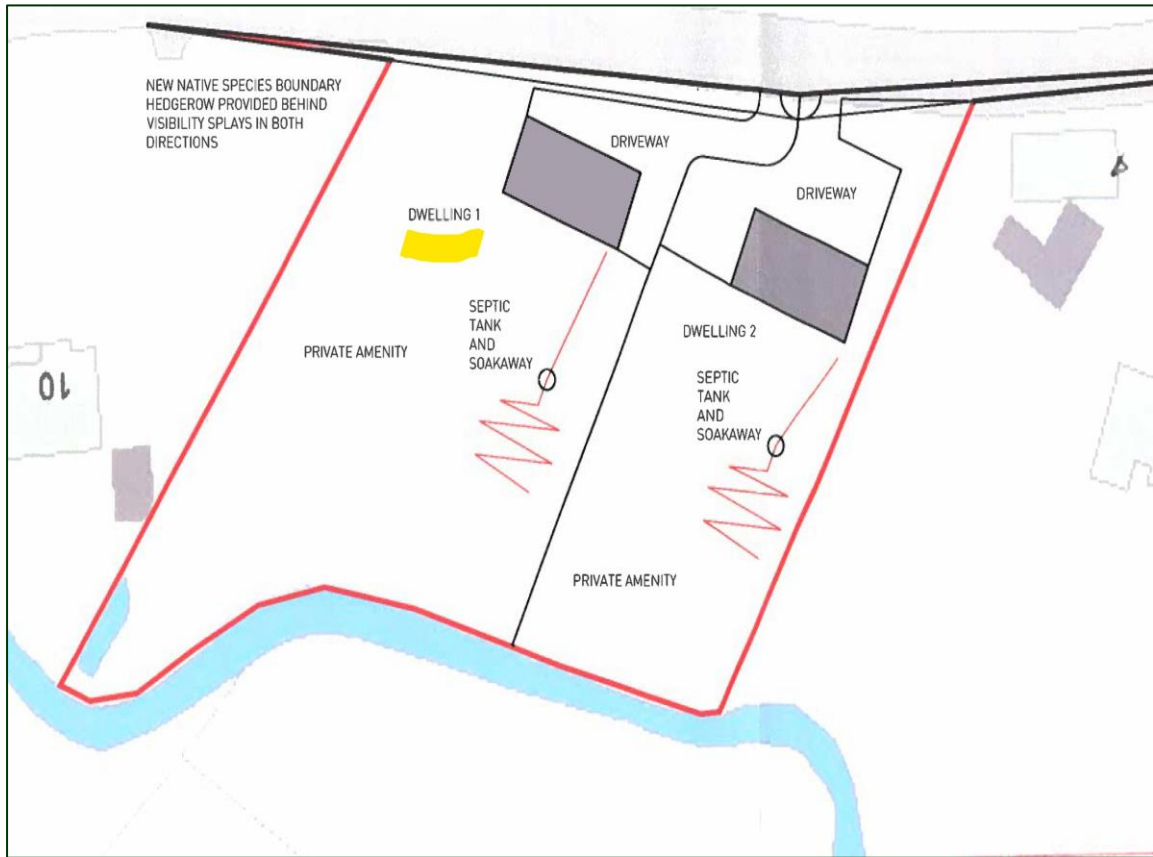 NEW NATIVE SPECIES BOUNDARY
HEDGEROW PROVIDED BEHIND
VISIBILITY SPLAYS IN BOTH
DIRECTIONS
DRIVEWAY
DRIVEWAY
DWELLING 1
SEPTIC
TANK
AND
SOAKAWAY
DWELLING 2
PRIVATE AMENITY
SEPTIC
TANK
AND
SOAKAWAY
10
PRIVATE AMENITY